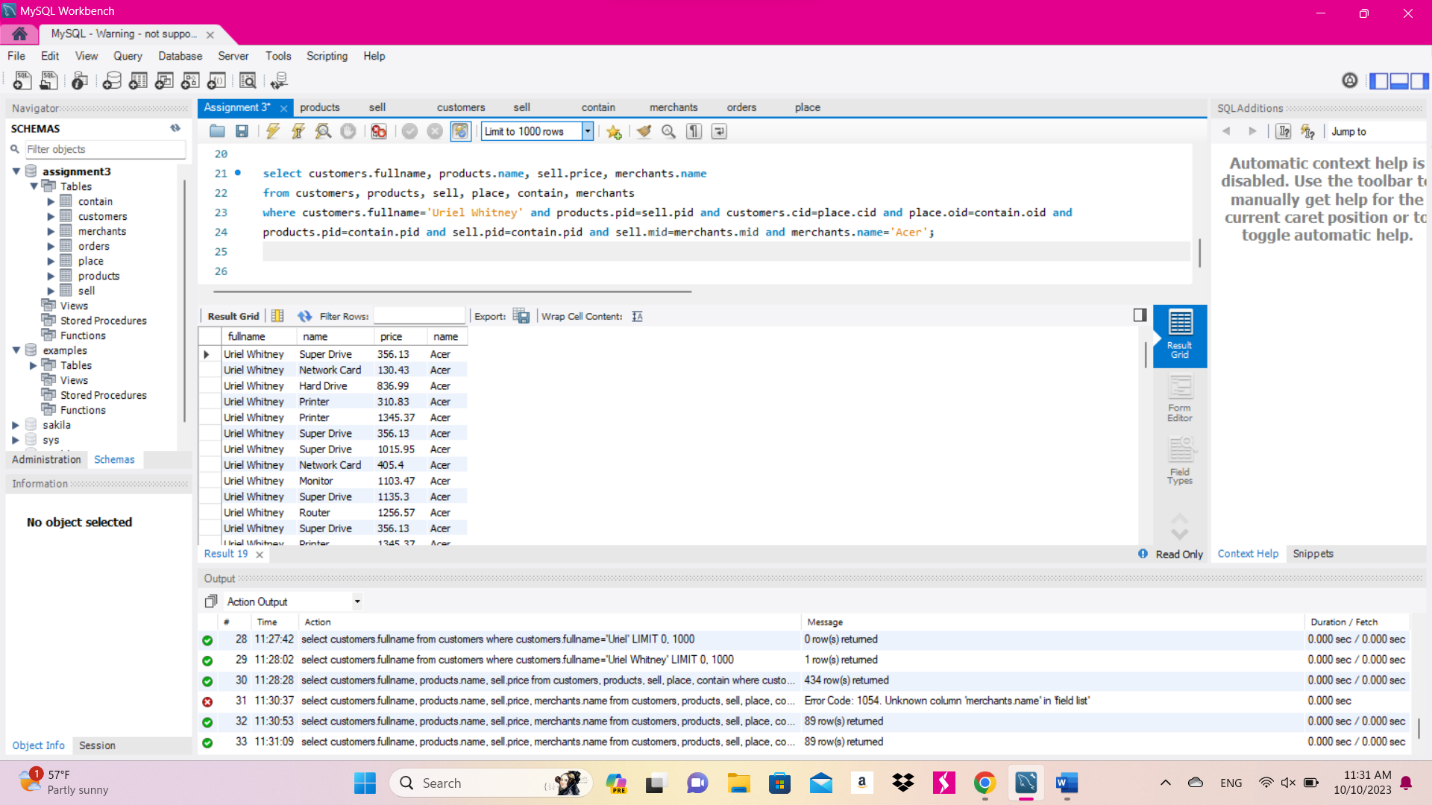 MySQL Workbench
MySQL - Warning - not suppo...
File Edit View Query Database Server Tools Scripting Help
Navigator
SCHEMAS
Filter objects
assignment3
Tables
contain
customers
merchants
orders
place
products
sell
Views
Stored Procedures
Functions
examples
Tables
Views
Stored Procedures
Functions
sakila
sys
Administration Schemas
Information
No object selected
Object Info Session
Assignment 3* products sell customers sell contain merchants orders place
Limit to 1000 rows
20
21 select customers.fullname, products.name, sell.price, merchants.name
22 from customers, products, sell, place, contain, merchants
23 where customers.fullname='Uriel Whitney' and products.pid=sell.pid and customers.cid=place.cid and place.oid=contain.oid and
24 products.pid=contain.pid and sell.pid=contain.pid and sell.mid=merchants.mid and merchants.name='Acer';
25
26
Result Grid Filter Rows: Export: Wrap Cell Content:
fullname name price name
Uriel Whitney Super Drive 356.13 Acer
Uriel Whitney Network Card 130.43 Acer
Uriel Whitney Hard Drive 836.99 Acer
Uriel Whitney Printer 310.83 Acer
Uriel Whitney Printer 1345.37 Acer
Uriel Whitney Super Drive 356.13 Acer
Uriel Whitney Super Drive 1015.95 Acer
Uriel Whitney Network Card 405.4 Acer
Uriel Whitney Monitor 1103.47 Acer
Uriel Whitney Super Drive 1135.3 Acer
Uriel Whitney Router 1256.57 Acer
Uriel Whitney Super Drive 356.13 Acer
Uriel Whitney Printer 1345.37 Acer
Result 19
Result
Grid
Form
Editor
Field
Types
Read Only
SQLAdditions
Jump to
Automatic context help is
disabled. Use the toolbar to
manually get help for the
current caret position or to
toggle automatic help.
Context Help Snippets
Output
Action Output
# Time Action Message Duration / Fetch
28 11:27:42 select customers.fullname from customers where customers.fullname='Uriel' LIMIT 0, 1000 0 row(s) returned 0.000 sec / 0.000 sec
29 11:28:02 select customers.fullname from customers where customers.fullname='Uriel Whitney' LIMIT 0, 1000 1 row(s) returned 0.000 sec / 0.000 sec
30 11:28:28 select customers.fullname, products.name, sell.price from customers, products, sell, place, contain where custo... 434 row(s) returned 0.000 sec / 0.000 sec
31 11:30:37 select customers.fullname, products.name, sell.price, merchants.name from customers, products, sell, place, co... Error Code: 1054. Unknown column 'merchants.name' in 'field list' 0.000 sec
32 11:30:53 select customers.fullname, products.name, sell.price, merchants.name from customers, products, sell, place, co... 89 row(s) returned 0.000 sec / 0.000 sec
33 11:31:09 select customers.fullname, products.name, sell.price, merchants.name from customers, products, sell, place, co... 89 row(s) returned 0.000 sec / 0.000 sec
1
57°F
Partly sunny
Search
PRE
a
W
ENG
11:31 AM
10/10/2023